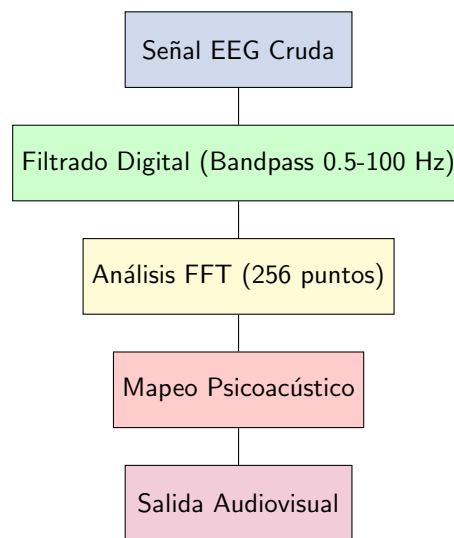 Señal EEG Cruda
Filtrado Digital (Bandpass 0.5-100 Hz)
Análisis FFT (256 puntos)
Mapeo Psicoacústico
Salida Audiovisual